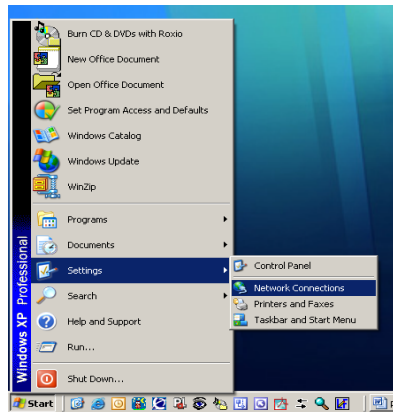 Burn CD & DVDs with Roxio
New Office Document
Open Office Document
Set Program Access and Defaults
Windows Catalog
Windows Update
WinZip
Programs
Documents
Settings
Search
Help and Support
Run...
Shut Down...
Windows XP Professional
Control Panel
Network Connections
Printers and Faxes
Taskbar and Start Menu
Start